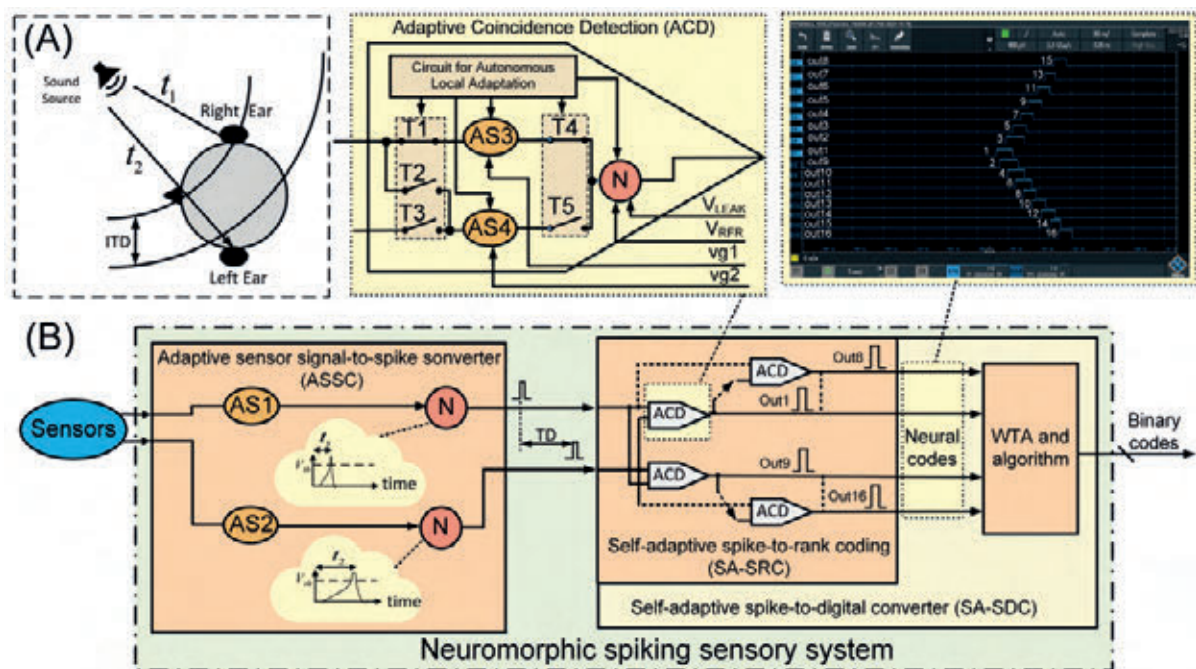 (A)
Sound
Source
t1
t2
Right Ear
ITD
Left Ear
Adaptive Coincidence Detection (ACD)
Circuit for Autonomous
Local Adaptation
T1
AS3
T4
T2
N
T3
AS4
T5
VLEAK
VRFR
vg1
vg2
out8
15
out7
13
out6
11
out5
9
out4
7
out3
5
out2
3
out1
1
out9
2
out10
4
out11
6
out12
8
out13
10
out14
12
out15
14
out16
16
(B)
Adaptive sensor signal-to-spike sonverter
(ASSC)
Sensors
AS1
N
Vth
time
AS2
N
Vth
time
TD
ACD
Out8
ACD
Out1
ACD
Out9
ACD
Out16
Self-adaptive spike-to-rank coding
(SA-SRC)
Neural
codes
WTA and
algorithm
Binary
codes
Self-adaptive spike-to-digital converter (SA-SDC)
Neuromorphic spiking sensory system